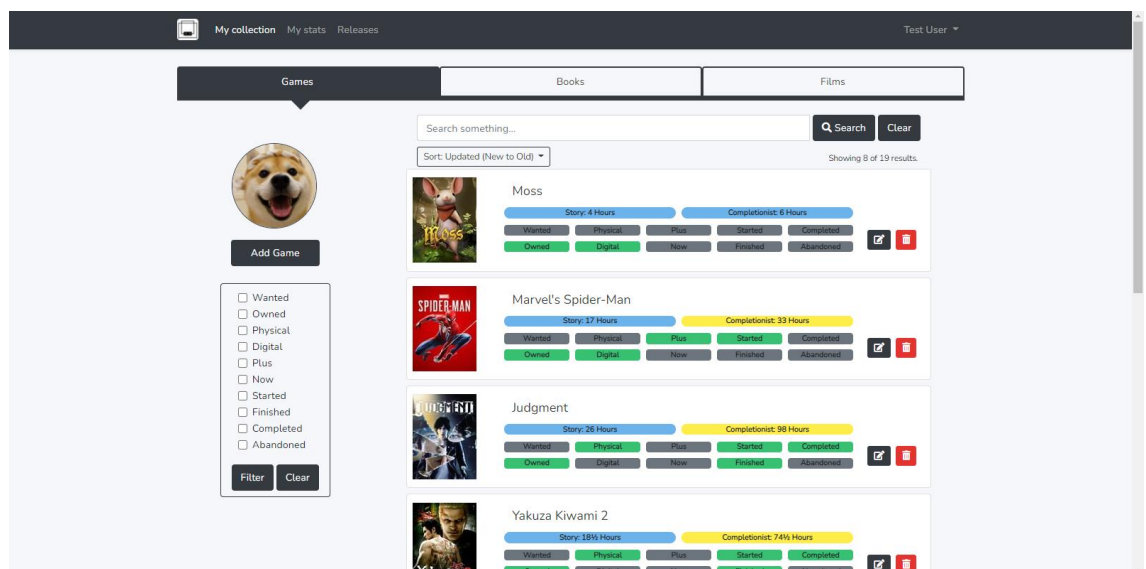 My collection My stats Releases Test User
Games Books Films
Search something... Search Clear
Sort: Updated (New to Old) Showing 8 of 19 results.
Add Game
Wanted
Owned
Physical
Digital
Plus
Now
Started
Finished
Completed
Abandoned
Filter Clear
MOSS
Moss
Story: 4 Hours Completionist: 6 Hours
Wanted Physical Plus Started Completed
Owned Digital Now Finished Abandoned
MARVEL
SPIDER-MAN
Marvel's Spider-Man
Story: 17 Hours Completionist: 33 Hours
Wanted Physical Plus Started Completed
Owned Digital Now Finished Abandoned
JUDGMENT
Judgment
Story: 26 Hours Completionist: 98 Hours
Wanted Physical Plus Started Completed
Owned Digital Now Finished Abandoned
Yakuza Kiwami 2
Story: 18½ Hours Completionist: 74½ Hours
Wanted Physical Plus Started Completed